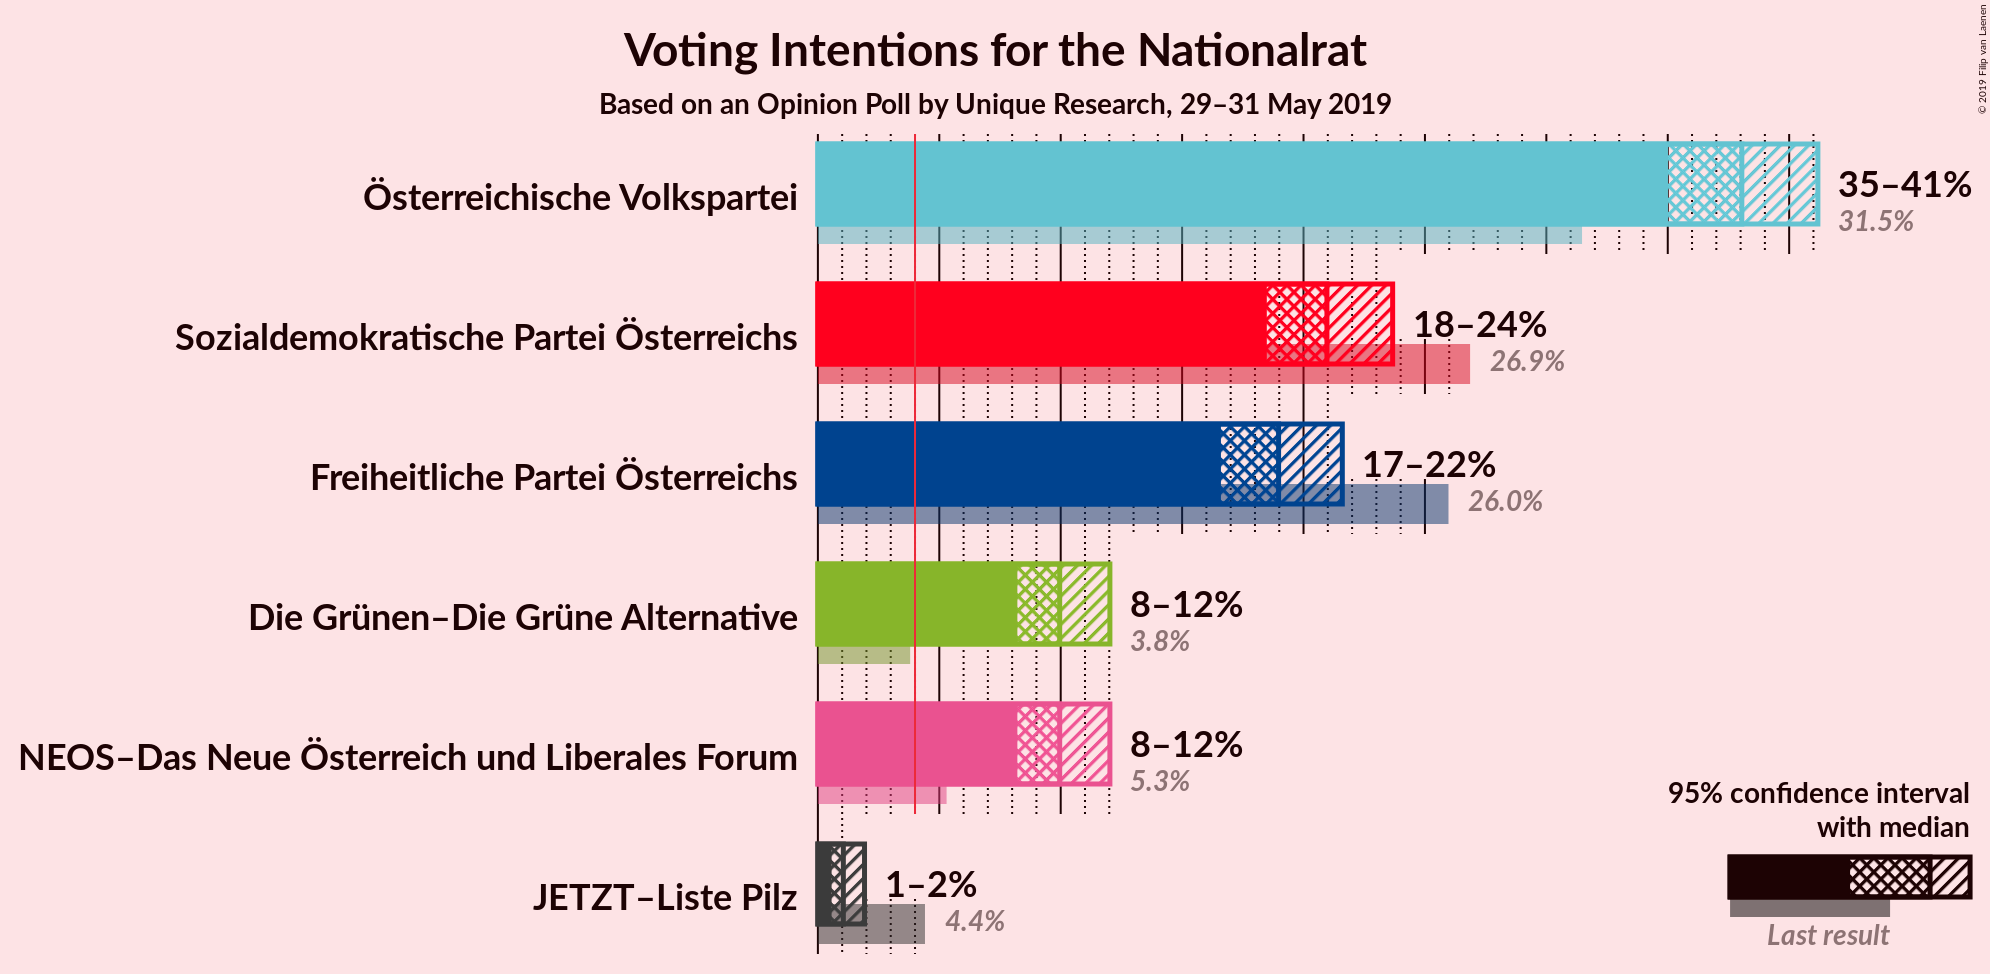 Voting Intentions for the Nationalrat
Based on an Opinion Poll by Unique Research, 29–31 May 2019
© 2019 Filip van Laenen
Österreichische Volkspartei
35–41%
31.5%
Sozialdemokratische Partei Österreichs
18–24%
26.9%
Freiheitliche Partei Österreichs
17–22%
26.0%
Die Grünen–Die Grüne Alternative
8–12%
3.8%
NEOS–Das Neue Österreich und Liberales Forum
8–12%
5.3%
JETZT–Liste Pilz
1–2%
4.4%
95% confidence interval
with median
Last result